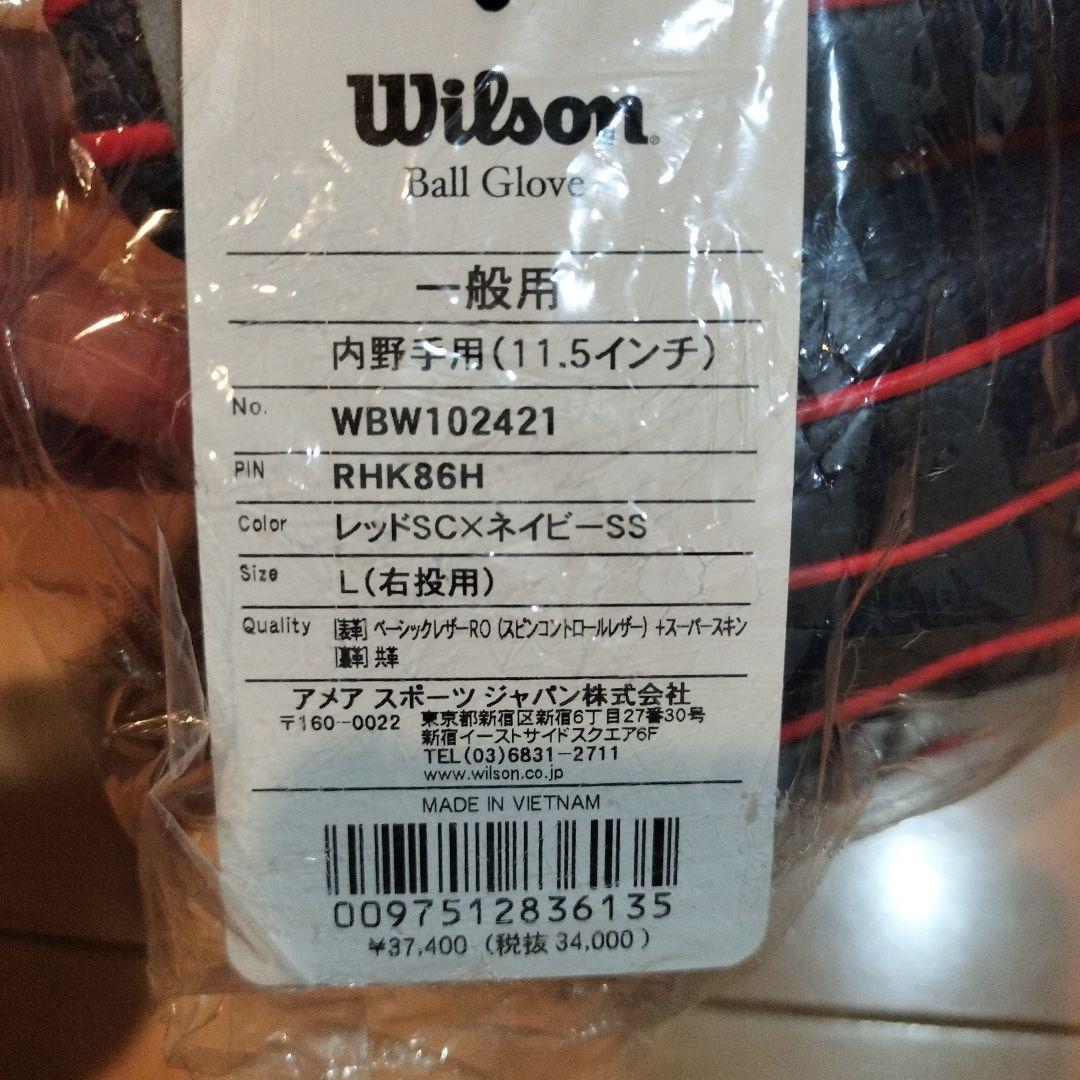 Wilson®
Ball Glove
一般用
内野手用(11.5インチ)
No. WBW102421
PIN RHK86H
Color レッドSC×ネイビーSS
Size L(右投用)
Quality [表革] ベーシックレザーRO (スピンコントロールレザー) +スーパースキン
[裏革] 共革
アメア スポーツ ジャパン株式会社
〒160-0022 東京都新宿区新宿6丁目27番30号
新宿イーストサイドスクエア6F
TEL(03)6831-2711
www.wilson.co.jp
MADE IN VIETNAM
0097512836135
¥37,400 (税抜 34,000)